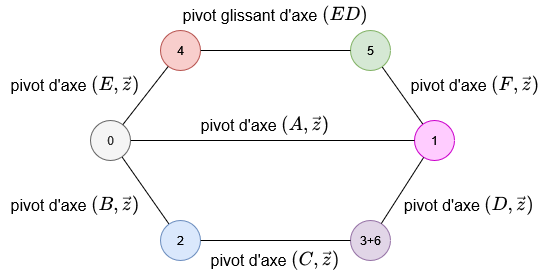 pivot glissant d'axe (ED)
4
5
pivot d'axe (E, z⃗)
pivot d'axe (F, z⃗)
pivot d'axe (A, z⃗)
0
1
pivot d'axe (B, z⃗)
pivot d'axe (D, z⃗)
2
3+6
pivot d'axe (C, z⃗)